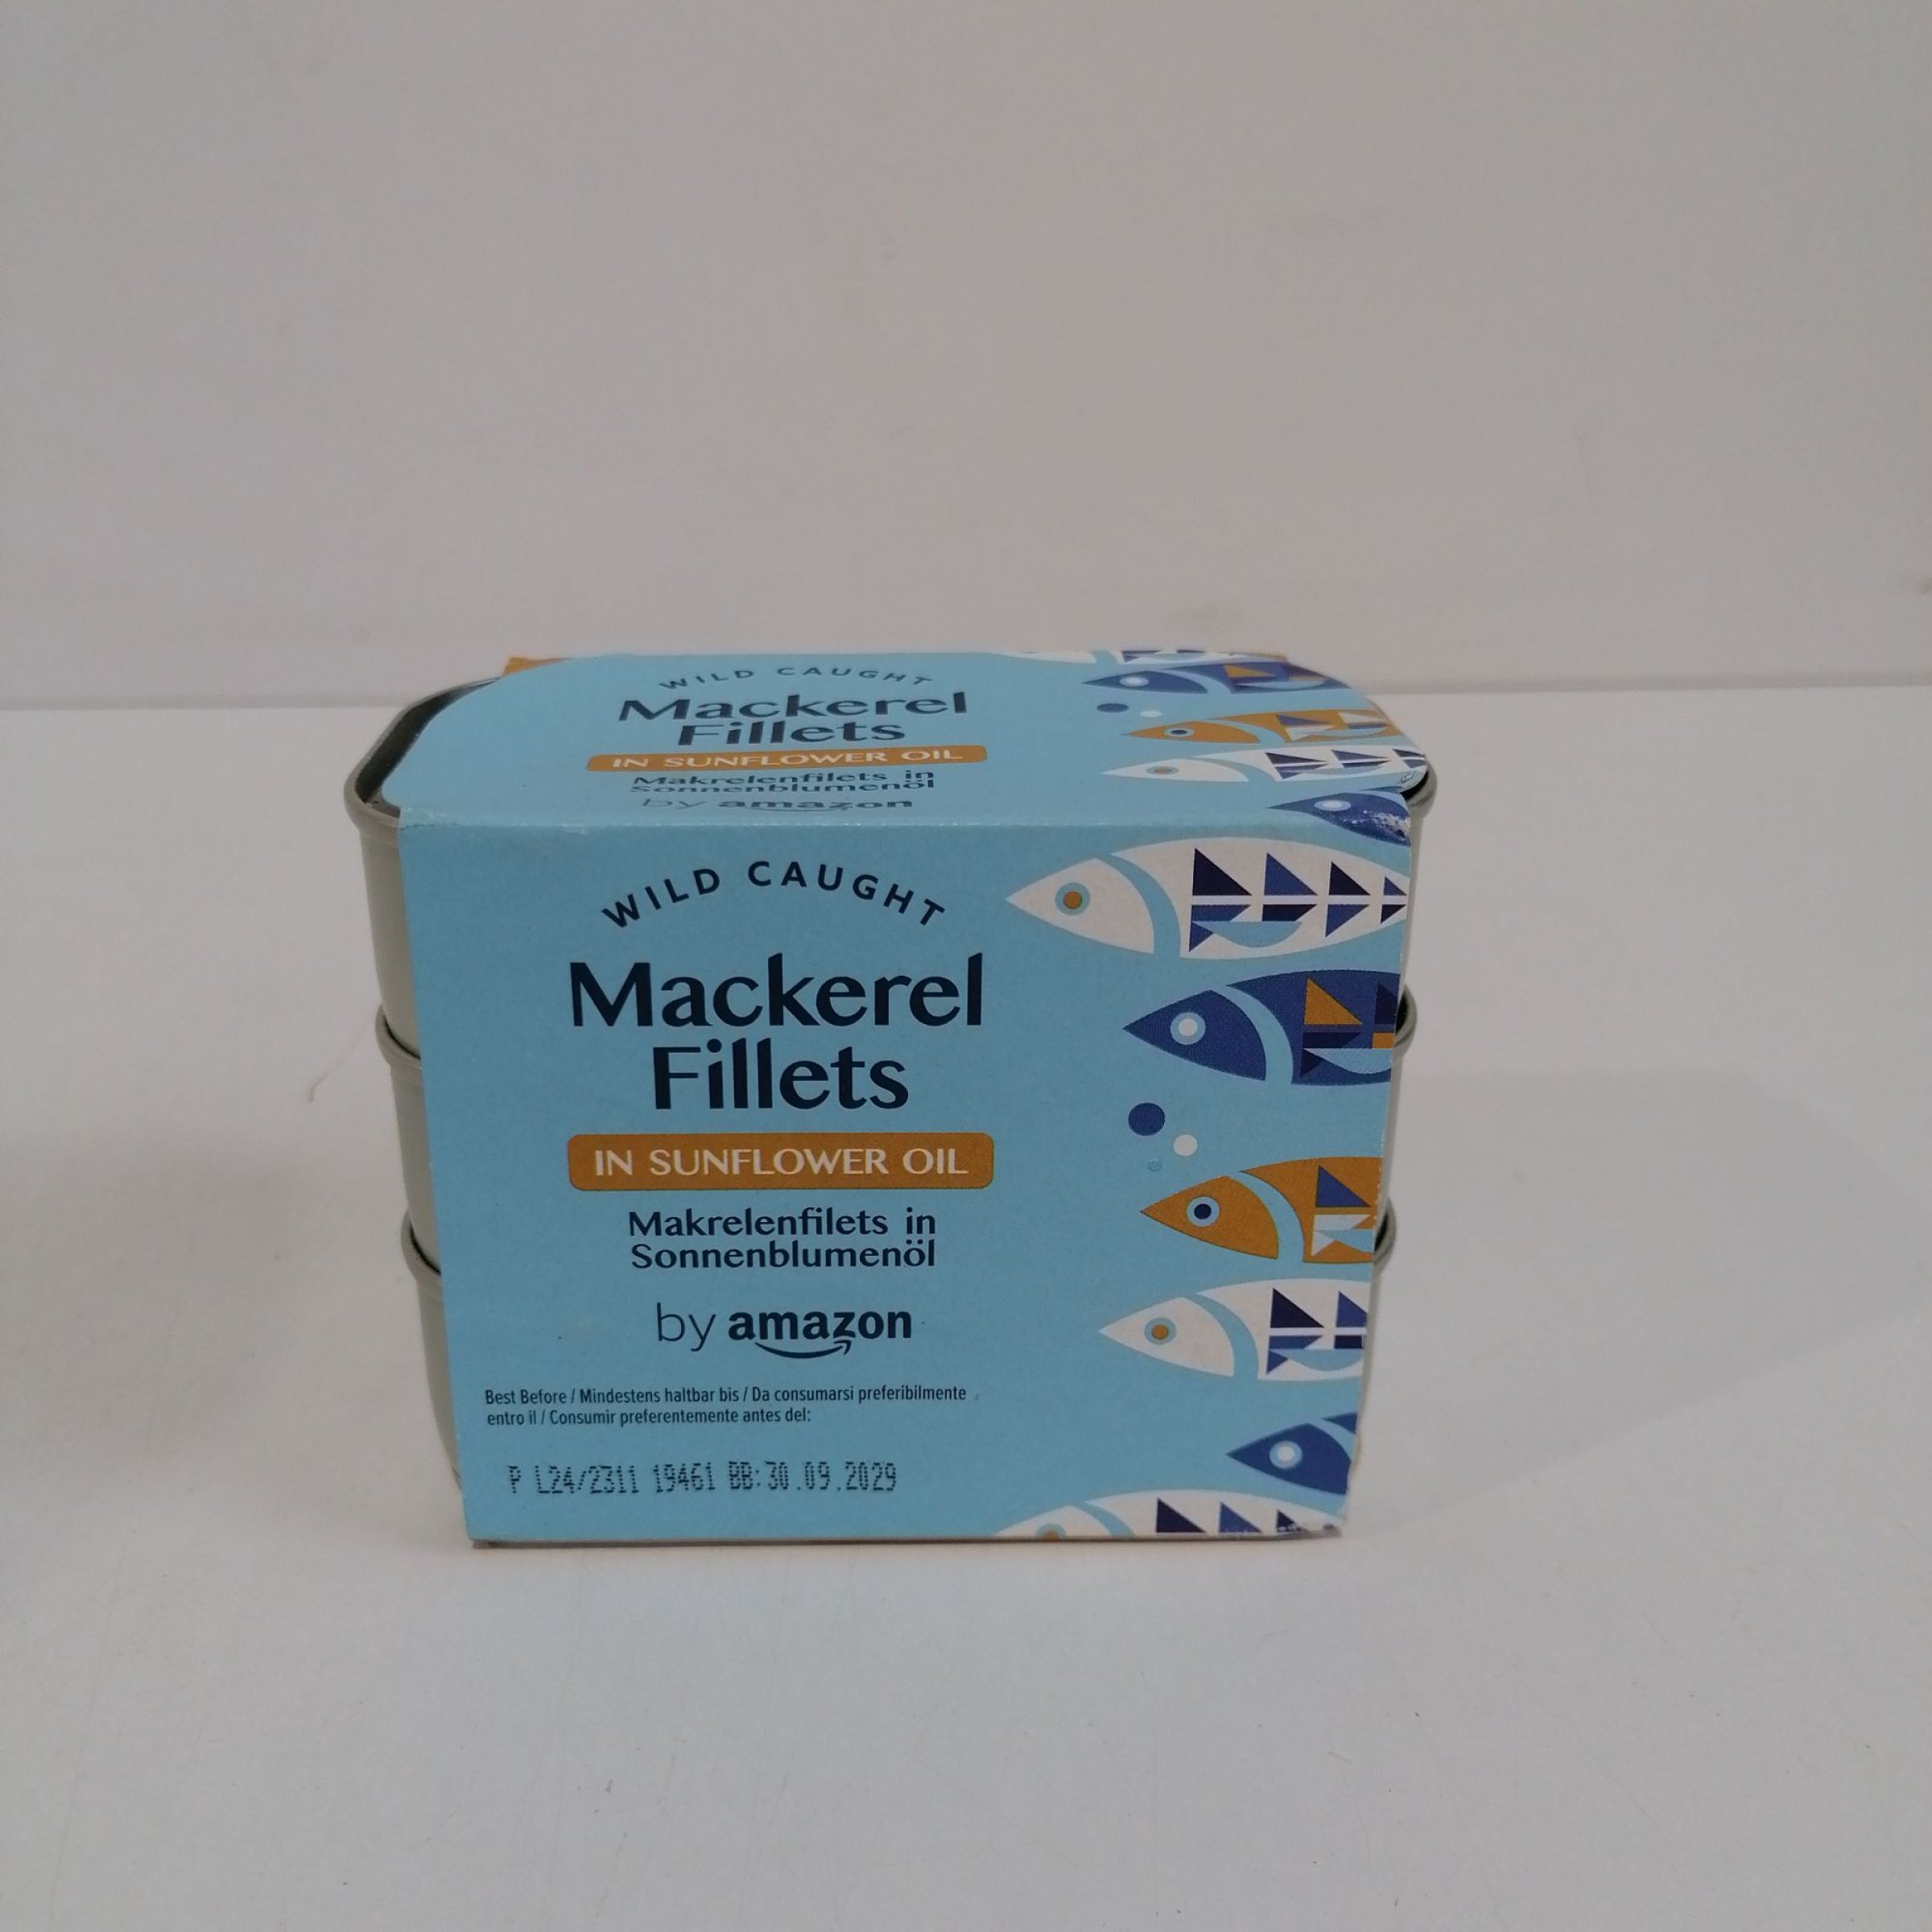 WILD CAUGHT
Mackerel
Fillets
IN SUNFLOWER OIL
Makrelenfilets in
Sonnenblumenöl
by amazon
WILD CAUGHT
Mackerel
Fillets
IN SUNFLOWER OIL
Makrelenfilets in
Sonnenblumenöl
by amazon
Best Before / Mindestens haltbar bis / Da consumarsi preferibilmente
entro il / Consumir preferentemente antes del:
P L24/2311 19461 BB:30.09.2029